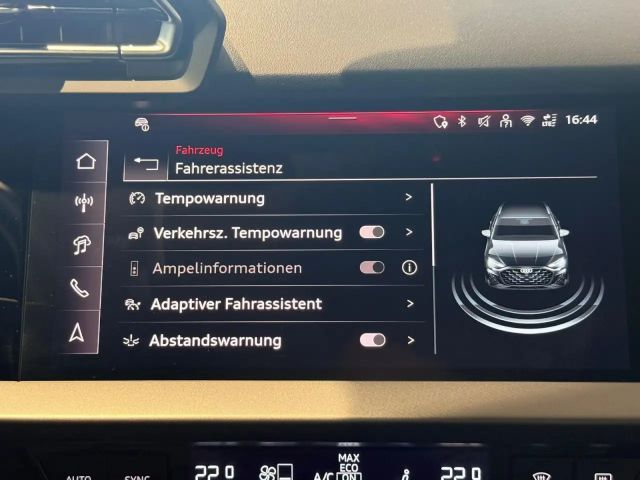 LTE
16:44
Fahrzeug
Fahrerassistenz
Tempowarnung
Verkehrsz. Tempowarnung
Ampelinformationen
Adaptiver Fahrassistent
Abstandswarnung
MAX
ECO
AUTO SYNC 22.0 A/C ON 22.0